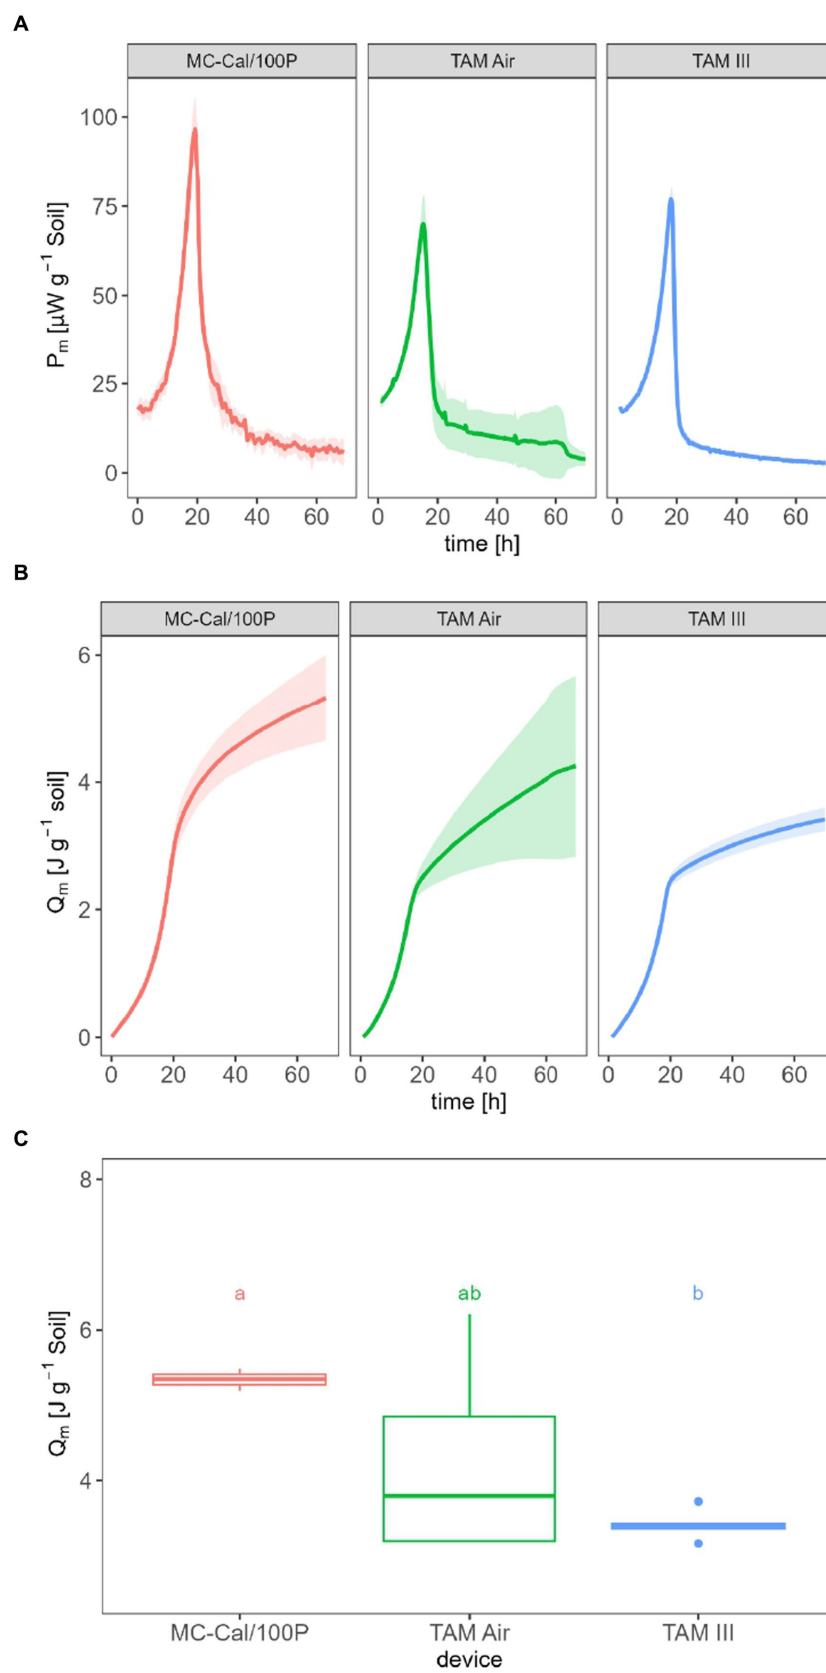 A
MC-Cal/100P TAM Air TAM III
100
75
50
25
0
Pₘ [µW g⁻¹ Soil]
0 20 40 60 0 20 40 60 0 20 40 60
time [h]
B
MC-Cal/100P TAM Air TAM III
6
4
2
0
Qₘ [J g⁻¹ soil]
0 20 40 60 0 20 40 60 0 20 40 60
time [h]
C
8
6
4
Qₘ [J g⁻¹ Soil]
a ab b
MC-Cal/100P TAM Air TAM III
device